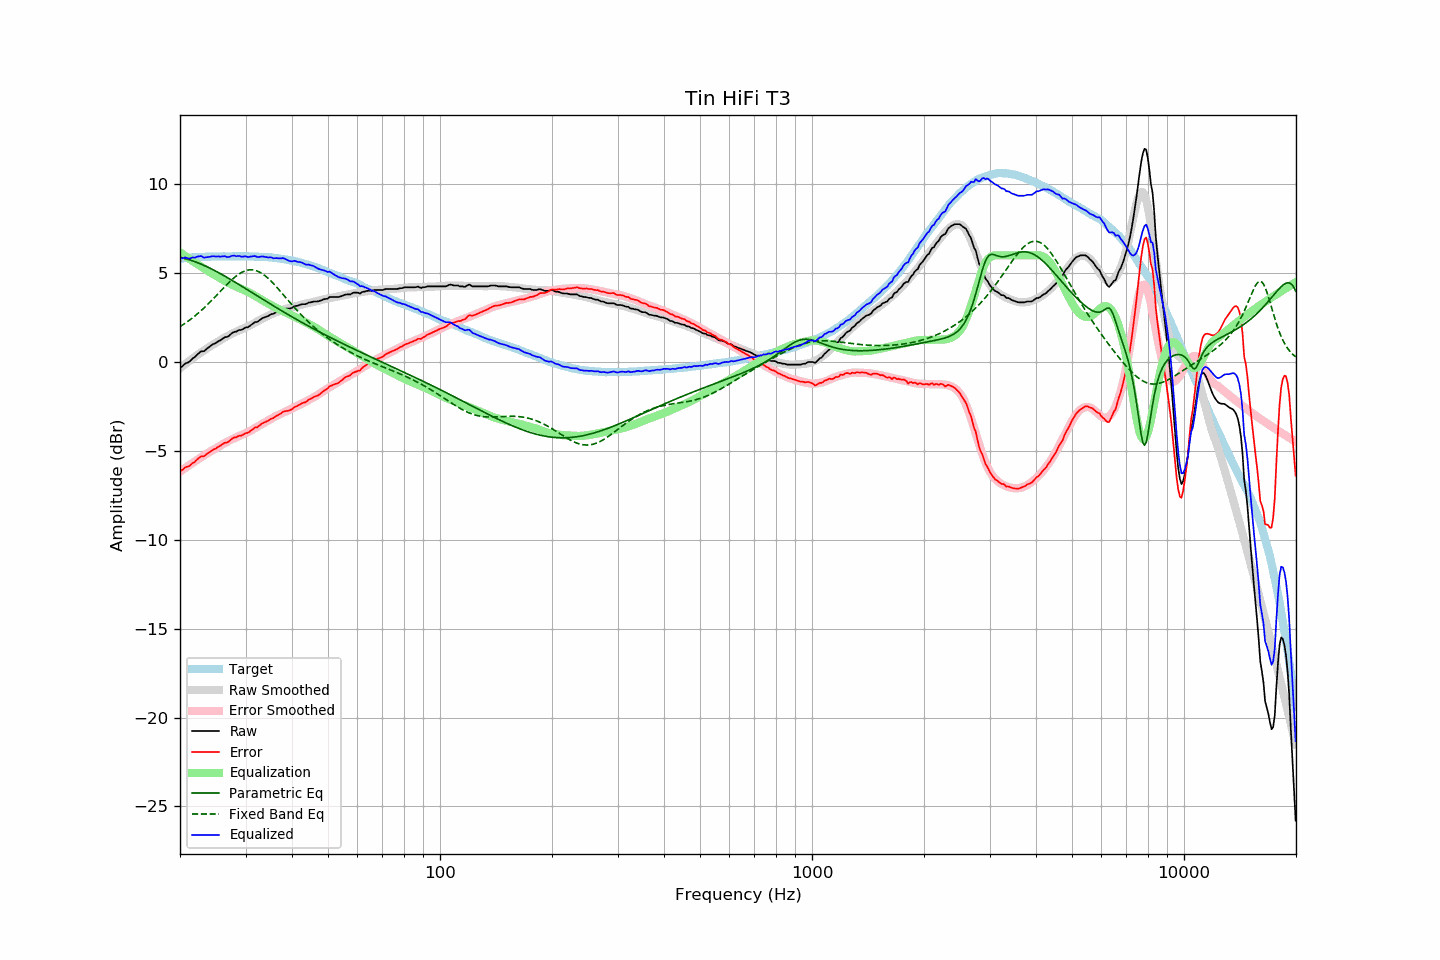 Tin HiFi T3
Amplitude (dBr)
10
5
0
−5
−10
−15
−20
−25
Target
Raw Smoothed
Error Smoothed
Raw
Error
Equalization
Parametric Eq
Fixed Band Eq
Equalized
100
1000
10000
Frequency (Hz)